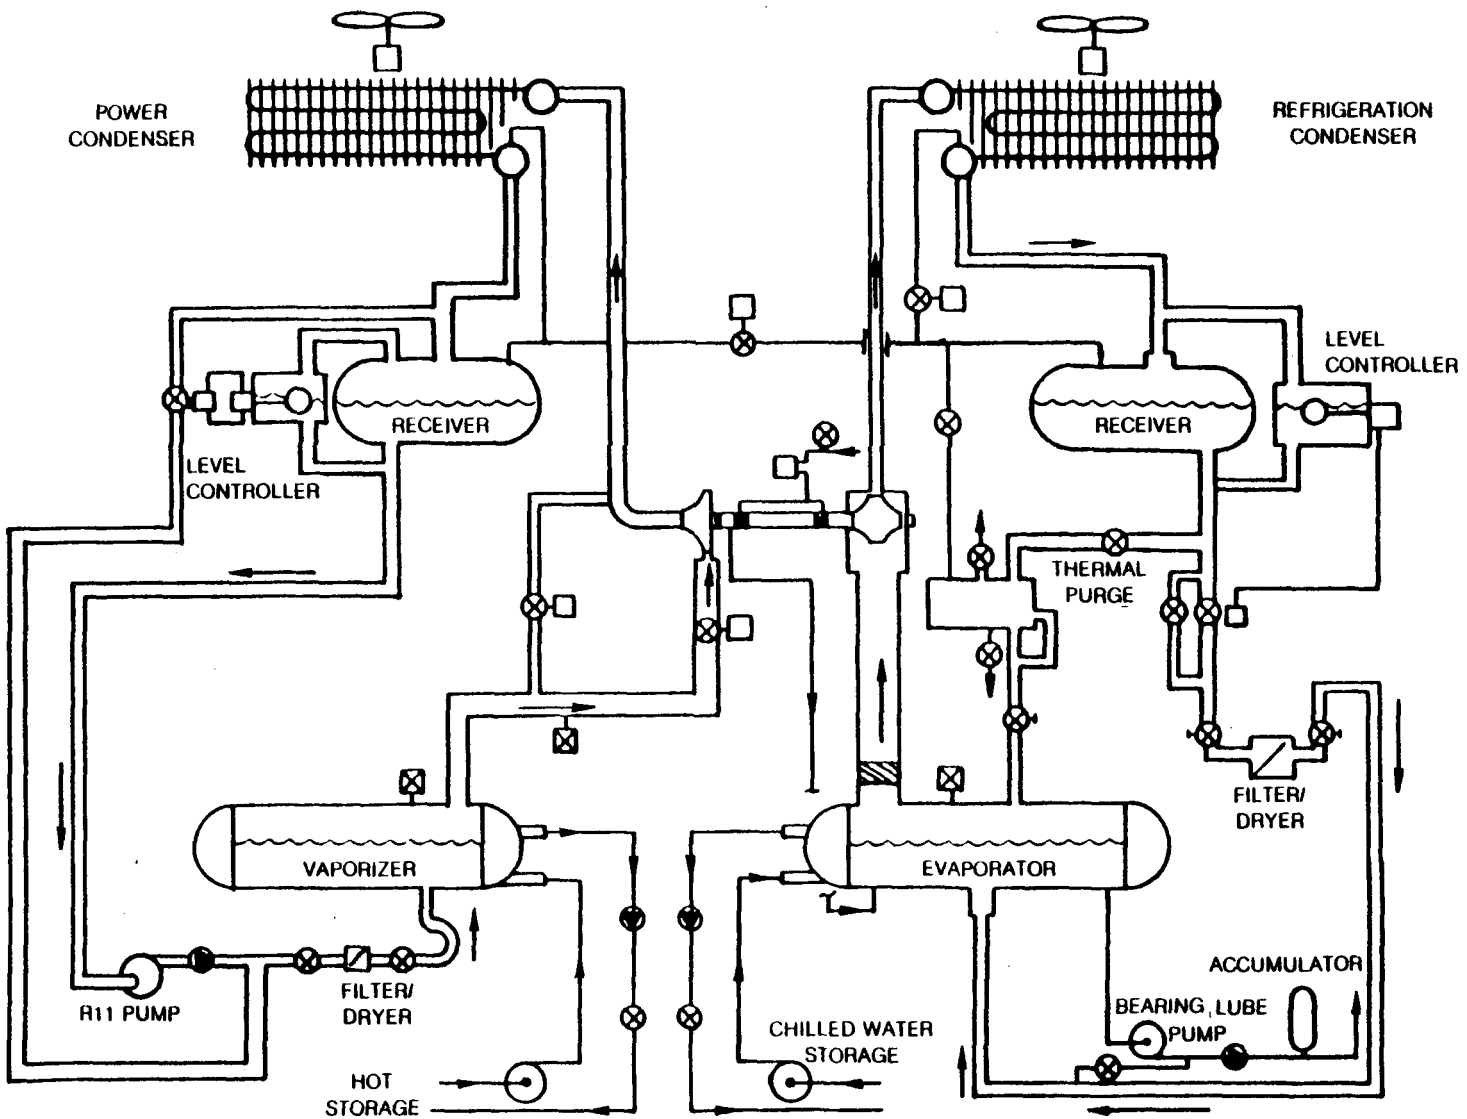 POWER
CONDENSER
REFRIGERATION
CONDENSER
LEVEL
CONTROLLER
RECEIVER
RECEIVER
LEVEL
CONTROLLER
THERMAL
PURGE
FILTER/
DRYER
VAPORIZER
EVAPORATOR
R11 PUMP
FILTER/
DRYER
ACCUMULATOR
BEARING LUBE
PUMP
CHILLED WATER
STORAGE
HOT
STORAGE